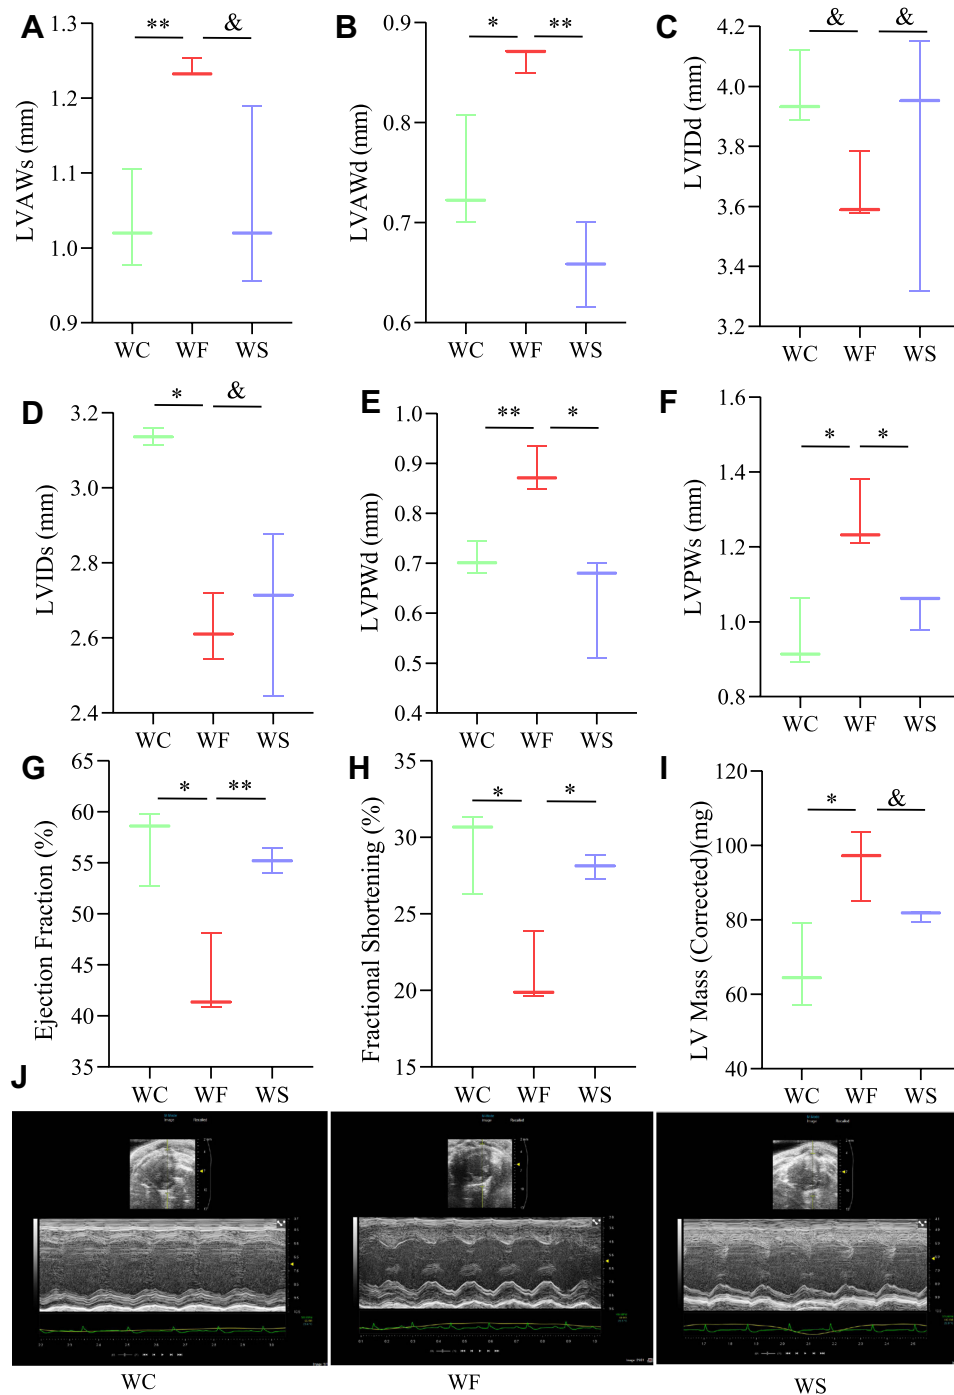 A
LVAWs (mm)
1.3
1.2
1.1
1.0
0.9
** &
WC WF WS
B
LVAWd (mm)
0.9
0.8
0.7
0.6
* **
WC WF WS
C
LVIDd (mm)
4.2
4.0
3.8
3.6
3.4
3.2
& &
WC WF WS
D
LVIDs (mm)
3.2
3.0
2.8
2.6
2.4
* &
WC WF WS
E
LVPWd (mm)
1.0
0.9
0.8
0.7
0.6
0.5
0.4
** *
WC WF WS
F
LVPWs (mm)
1.6
1.4
1.2
1.0
0.8
* *
WC WF WS
G
Ejection Fraction (%)
65
60
55
50
45
40
35
* **
WC WF WS
H
Fractional Shortening (%)
35
30
25
20
15
* *
WC WF WS
I
LV Mass (Corrected)(mg)
120
100
80
60
40
* &
WC WF WS
J
WC WF WS